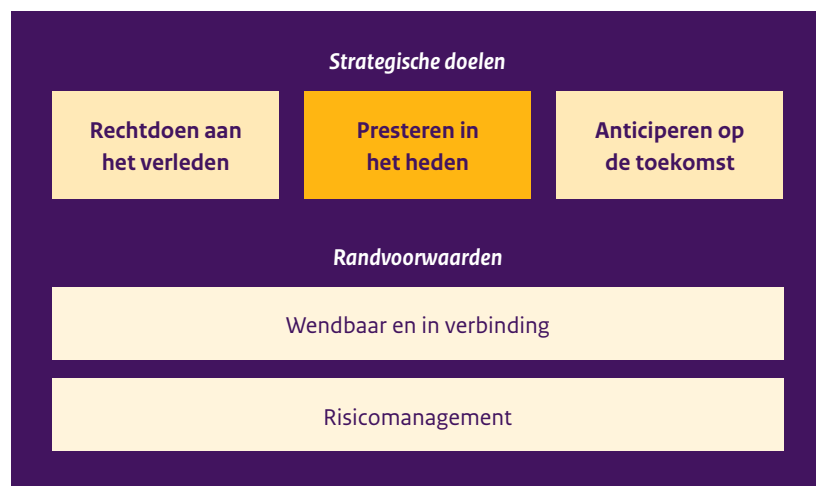 Strategische doelen
Rechtdoen aan
het verleden
Presteren in
het heden
Anticiperen op
de toekomst
Randvoorwaarden
Wendbaar en in verbinding
Risicomanagement